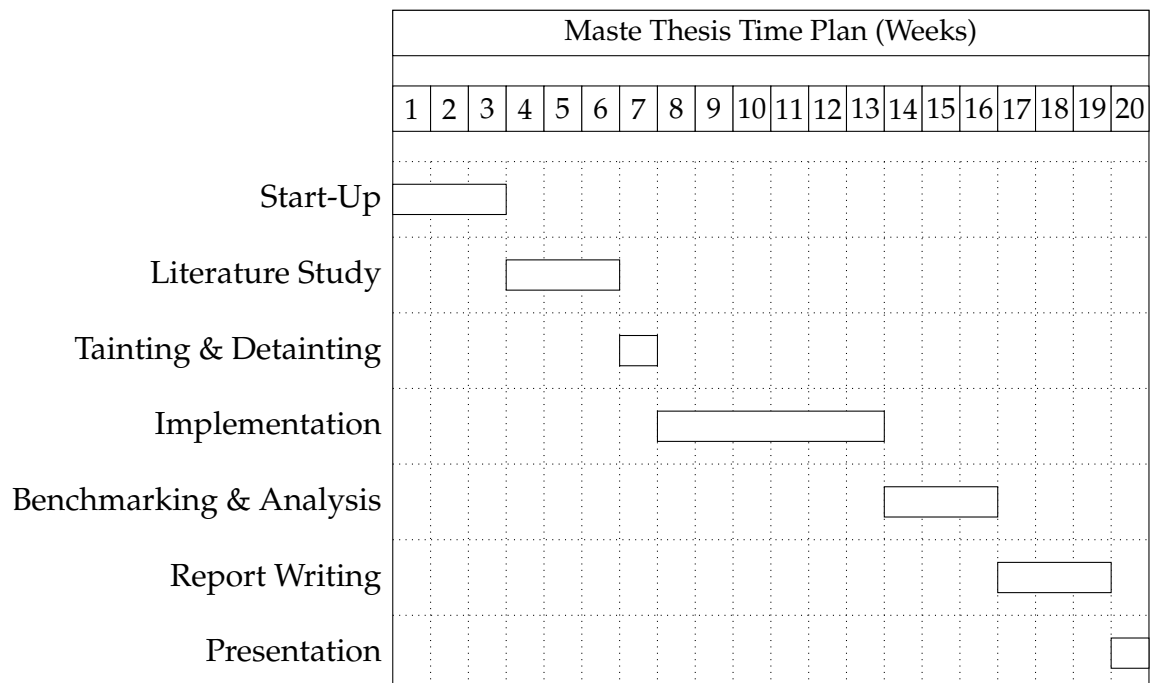 Maste Thesis Time Plan (Weeks)
1 2 3 4 5 6 7 8 9 10 11 12 13 14 15 16 17 18 19 20
Start-Up
Literature Study
Tainting & Detainting
Implementation
Benchmarking & Analysis
Report Writing
Presentation